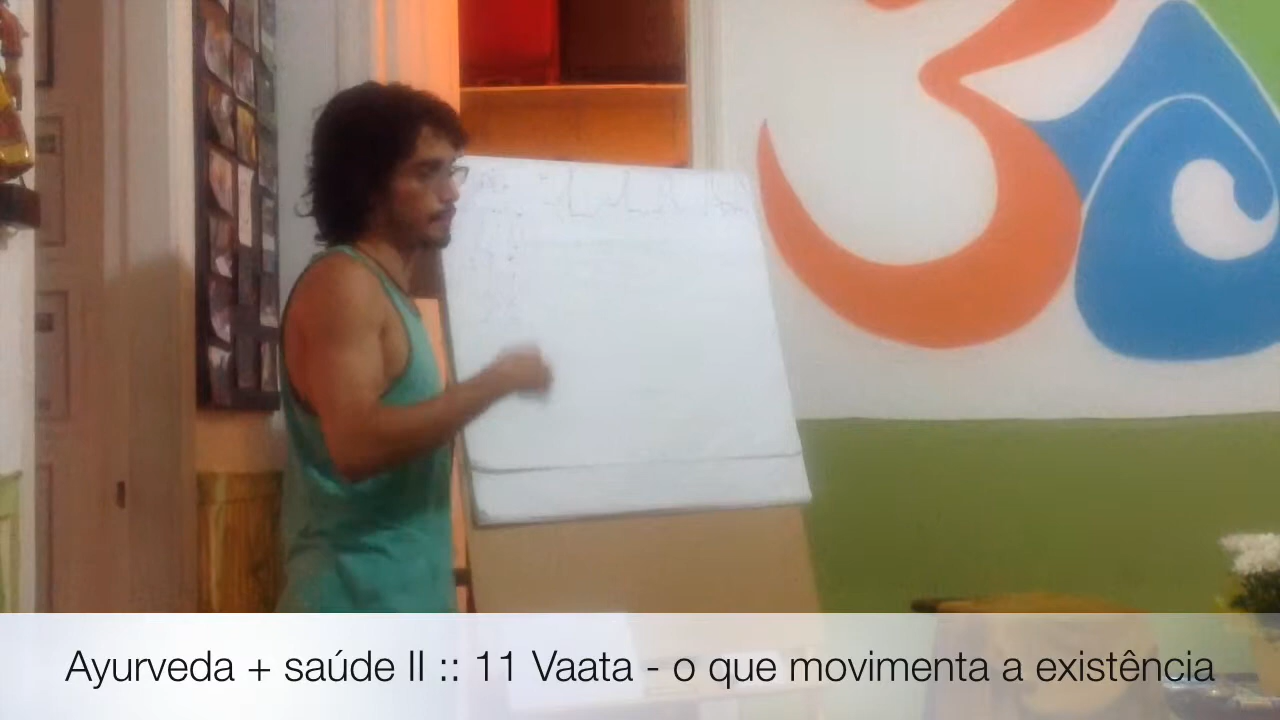 Ayurveda + saúde II :: 11 Vaata - o que movimenta a existência